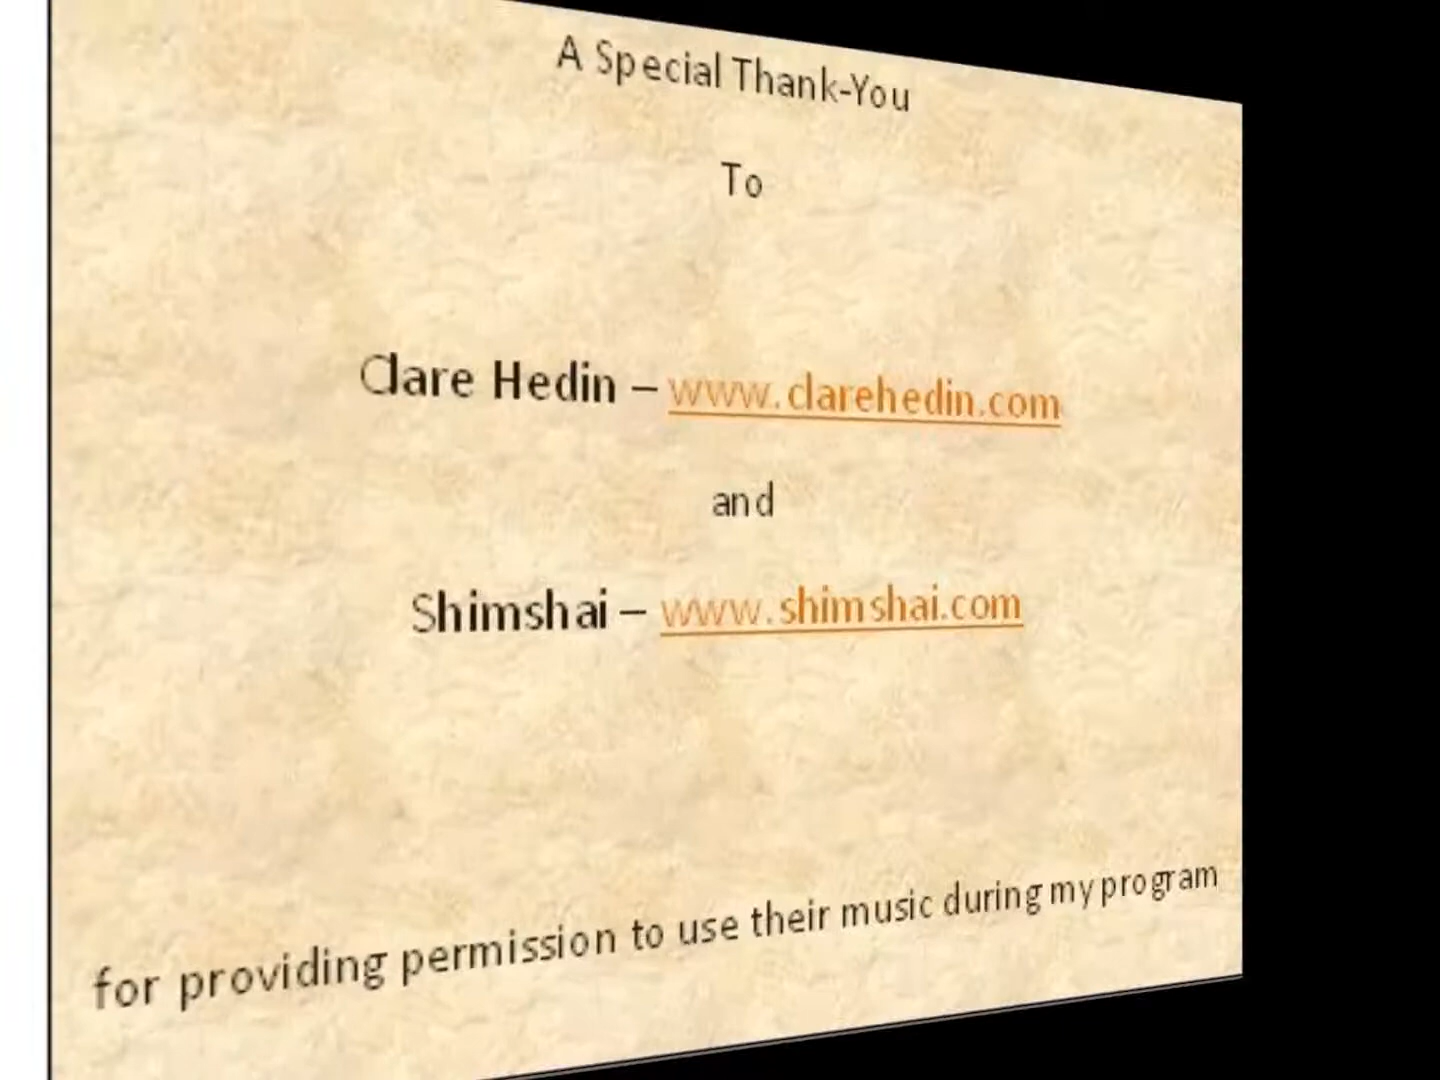 A Special Thank-You
To
Clare Hedin – www.clarehedin.com
and
Shimshai – www.shimshai.com
for providing permission to use their music during my program